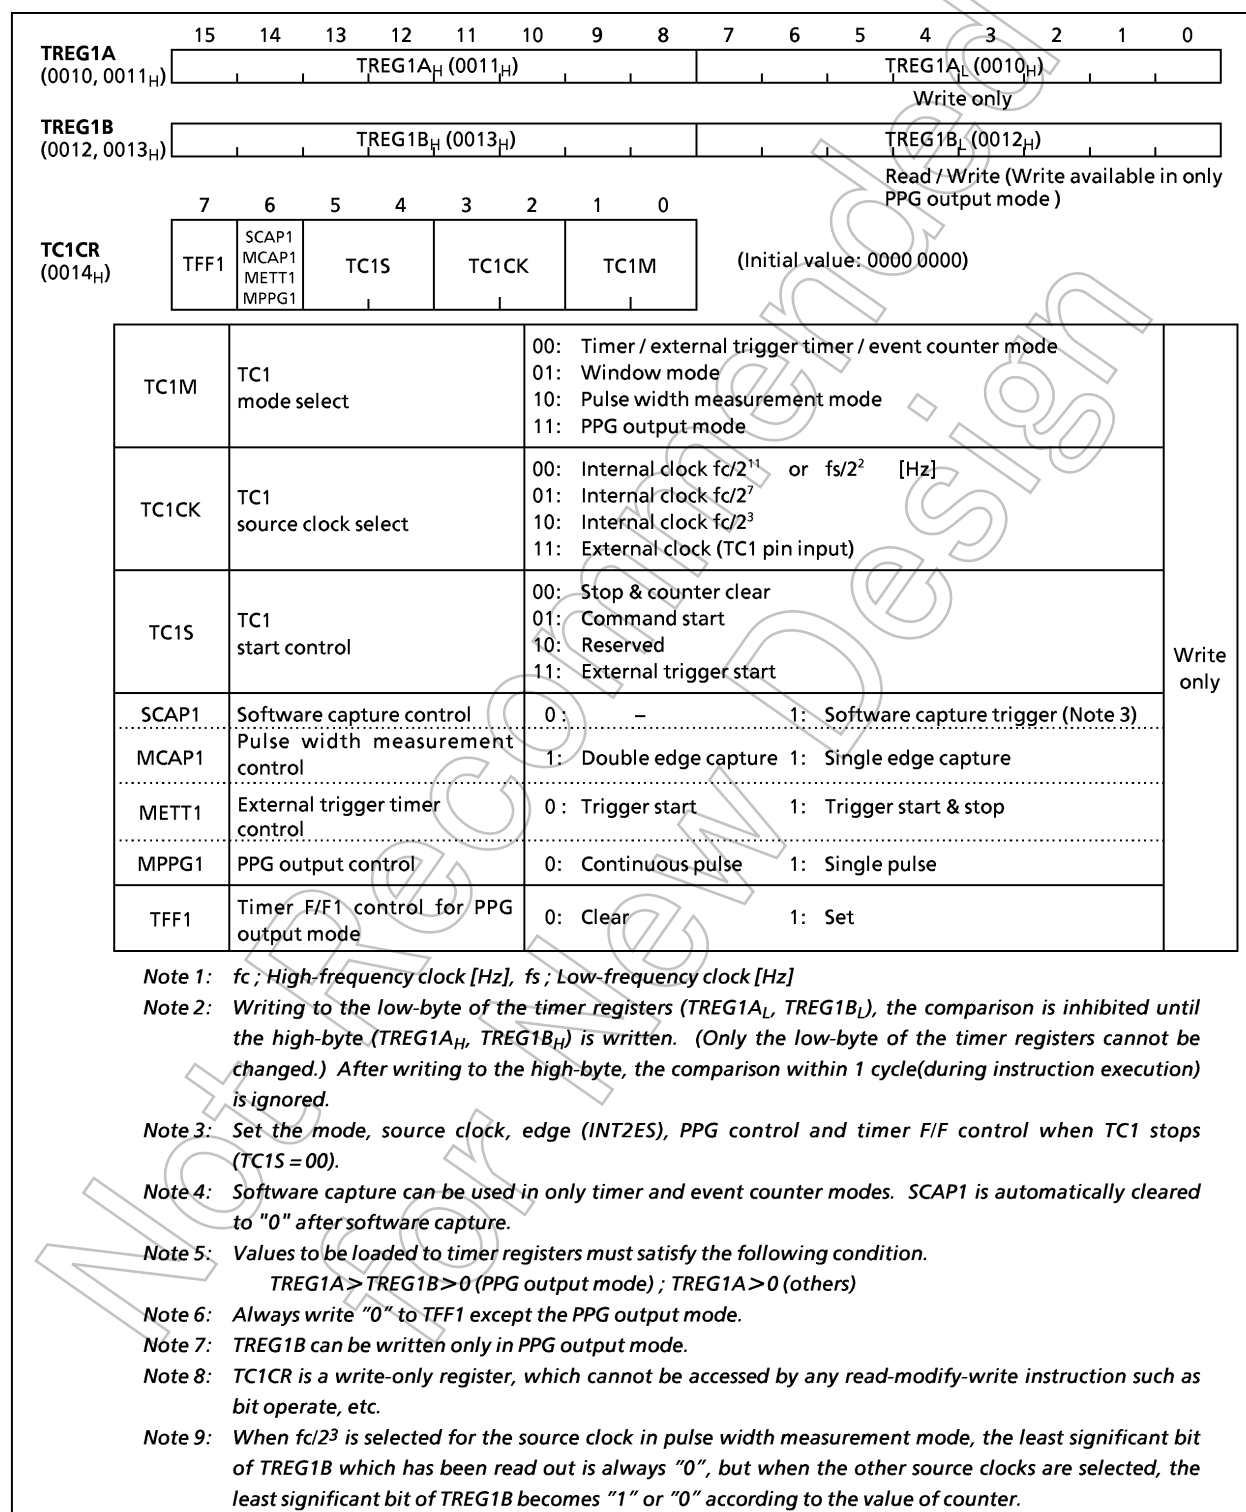 15 14 13 12 11 10 9 8 7 6 5 4 3 2 1 0
TREG1A
(0010, 0011H) TREG1AH (0011H) TREG1AL (0010H)
Write only
TREG1B
(0012, 0013H) TREG1BH (0013H) TREG1BL (0012H)
Read / Write (Write available in only
PPG output mode )
7 6 5 4 3 2 1 0
TC1CR
(0014H)
TFF1
SCAP1
MCAP1
METT1
MPPG1
TC1S TC1CK TC1M (Initial value: 0000 0000)
TC1M
TC1
mode select
00: Timer / external trigger timer / event counter mode
01: Window mode
10: Pulse width measurement mode
11: PPG output mode
TC1CK
TC1
source clock select
00: Internal clock fc/2¹¹ or fs/2² [Hz]
01: Internal clock fc/2⁷
10: Internal clock fc/2³
11: External clock (TC1 pin input)
TC1S
TC1
start control
00: Stop & counter clear
01: Command start
10: Reserved
11: External trigger start
Write
only
SCAP1 Software capture control 0 : – 1: Software capture trigger (Note 3)
MCAP1
Pulse width measurement
control
1: Double edge capture 1: Single edge capture
METT1
External trigger timer
control
0 : Trigger start 1: Trigger start & stop
MPPG1 PPG output control 0: Continuous pulse 1: Single pulse
TFF1
Timer F/F1 control for PPG
output mode
0: Clear 1: Set
Note 1: fc ; High-frequency clock [Hz], fs ; Low-frequency clock [Hz]
Note 2: Writing to the low-byte of the timer registers (TREG1AL, TREG1BL), the comparison is inhibited until
the high-byte (TREG1AH, TREG1BH) is written. (Only the low-byte of the timer registers cannot be
changed.) After writing to the high-byte, the comparison within 1 cycle(during instruction execution)
is ignored.
Note 3: Set the mode, source clock, edge (INT2ES), PPG control and timer F/F control when TC1 stops
(TC1S = 00).
Note 4: Software capture can be used in only timer and event counter modes. SCAP1 is automatically cleared
to "0" after software capture.
Note 5: Values to be loaded to timer registers must satisfy the following condition.
TREG1A > TREG1B > 0 (PPG output mode) ; TREG1A > 0 (others)
Note 6: Always write "0" to TFF1 except the PPG output mode.
Note 7: TREG1B can be written only in PPG output mode.
Note 8: TC1CR is a write-only register, which cannot be accessed by any read-modify-write instruction such as
bit operate, etc.
Note 9: When fc/2³ is selected for the source clock in pulse width measurement mode, the least significant bit
of TREG1B which has been read out is always "0", but when the other source clocks are selected, the
least significant bit of TREG1B becomes "1" or "0" according to the value of counter.
Not Recommended
for New Design